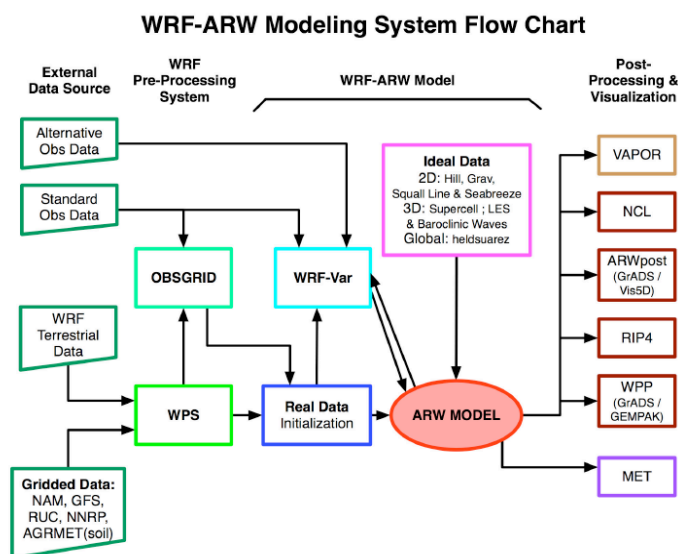 WRF-ARW Modeling System Flow Chart
External
Data Source
WRF
Pre-Processing
System
WRF-ARW Model
Post-
Processing &
Visualization
Alternative
Obs Data
Standard
Obs Data
OBSGRID
WRF-Var
Ideal Data
2D: Hill, Grav,
Squall Line & Seabreeze
3D: Supercell ; LES
& Baroclinic Waves
Global: heldsuarez
VAPOR
NCL
ARWpost
(GrADS /
Vis5D)
RIP4
WPP
(GrADS /
GEMPAK)
MET
WRF
Terrestrial
Data
WPS
Real Data
Initialization
ARW MODEL
Gridded Data:
NAM, GFS,
RUC, NNRP,
AGRMET(soil)